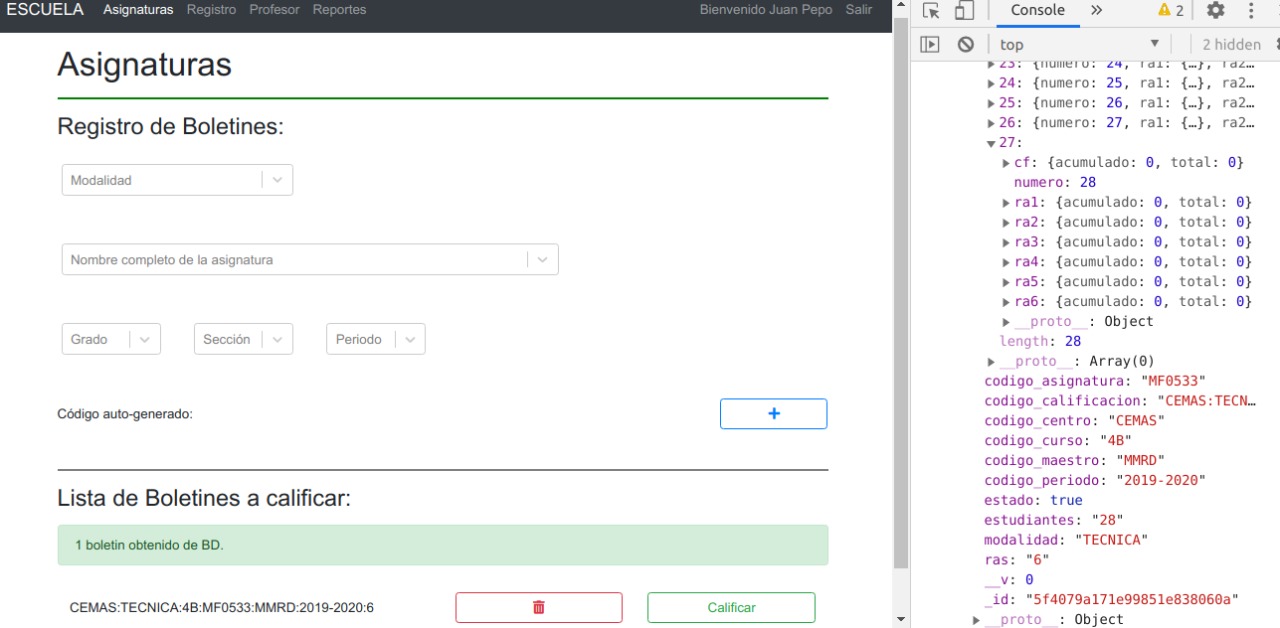 ESCUELA Asignaturas Registro Profesor Reportes Bienvenido Juan Pepo Salir
Asignaturas
Registro de Boletines:
Modalidad
Nombre completo de la asignatura
Grado Sección Periodo
Código auto-generado: +
Lista de Boletines a calificar:
1 boletin obtenido de BD.
CEMAS:TECNICA:4B:MF0533:MMRD:2019-2020:6 Calificar
Console » 2
top 2 hidden
23: {numero: 24, ra1: {…}, ra2…
24: {numero: 25, ra1: {…}, ra2…
25: {numero: 26, ra1: {…}, ra2…
26: {numero: 27, ra1: {…}, ra2…
27:
cf: {acumulado: 0, total: 0}
numero: 28
ra1: {acumulado: 0, total: 0}
ra2: {acumulado: 0, total: 0}
ra3: {acumulado: 0, total: 0}
ra4: {acumulado: 0, total: 0}
ra5: {acumulado: 0, total: 0}
ra6: {acumulado: 0, total: 0}
__proto__: Object
length: 28
__proto__: Array(0)
codigo_asignatura: "MF0533"
codigo_calificacion: "CEMAS:TECN…
codigo_centro: "CEMAS"
codigo_curso: "4B"
codigo_maestro: "MMRD"
codigo_periodo: "2019-2020"
estado: true
estudiantes: "28"
modalidad: "TECNICA"
ras: "6"
__v: 0
_id: "5f4079a171e99851e838060a"
__proto__: Object